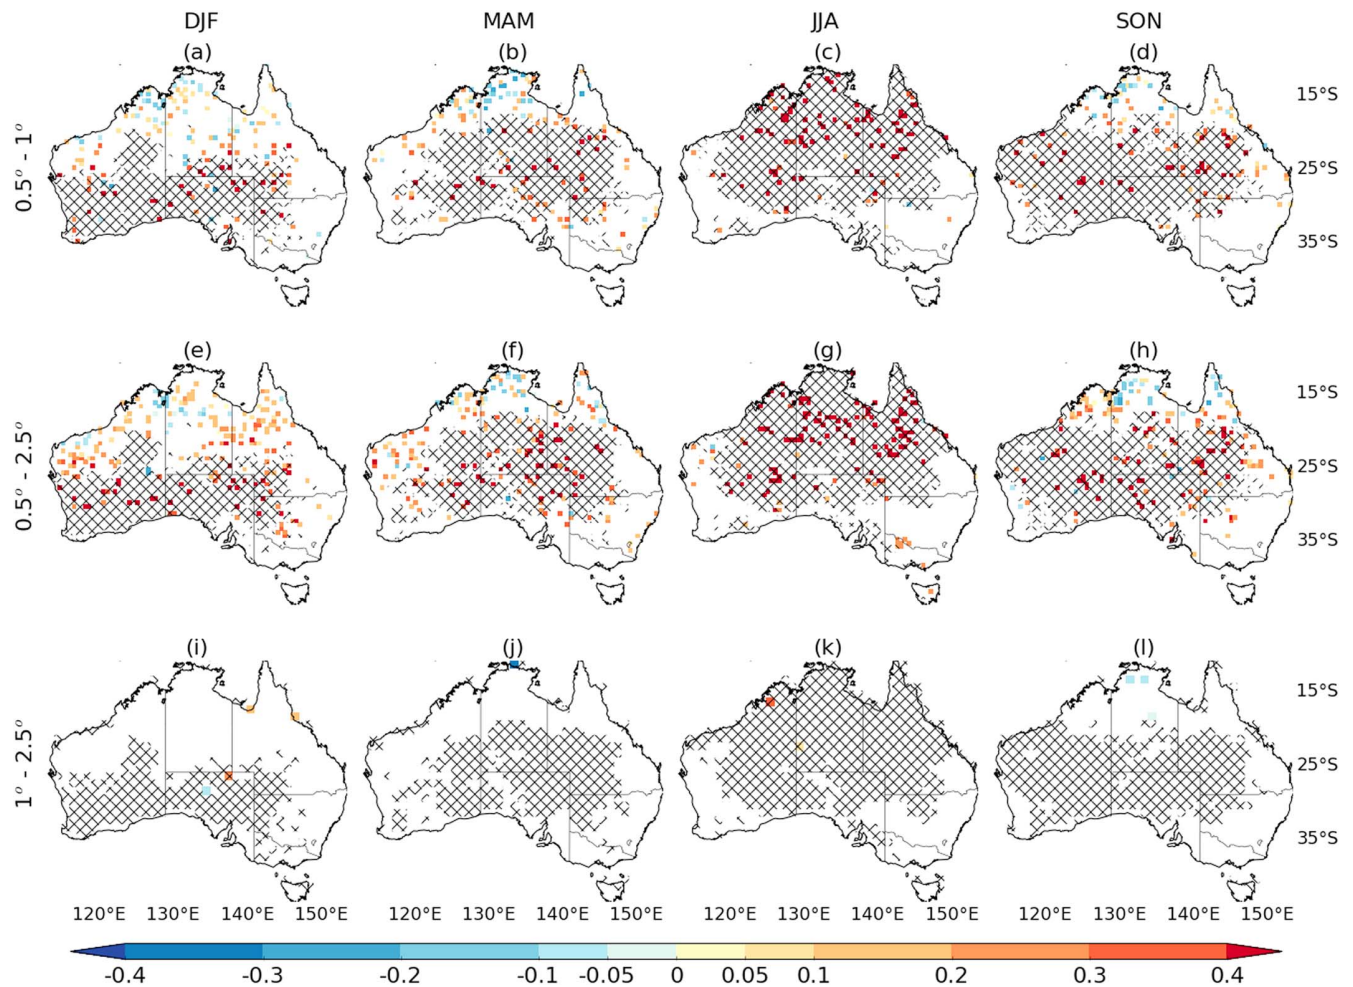 DJF MAM JJA SON
(a) (b) (c) (d)
0.5° - 1°
15°S
25°S
35°S
(e) (f) (g) (h)
0.5° - 2.5°
15°S
25°S
35°S
(i) (j) (k) (l)
1° - 2.5°
15°S
25°S
35°S
120°E 130°E 140°E 150°E 120°E 130°E 140°E 150°E 120°E 130°E 140°E 150°E 120°E 130°E 140°E 150°E
-0.4 -0.3 -0.2 -0.1 -0.05 0 0.05 0.1 0.2 0.3 0.4